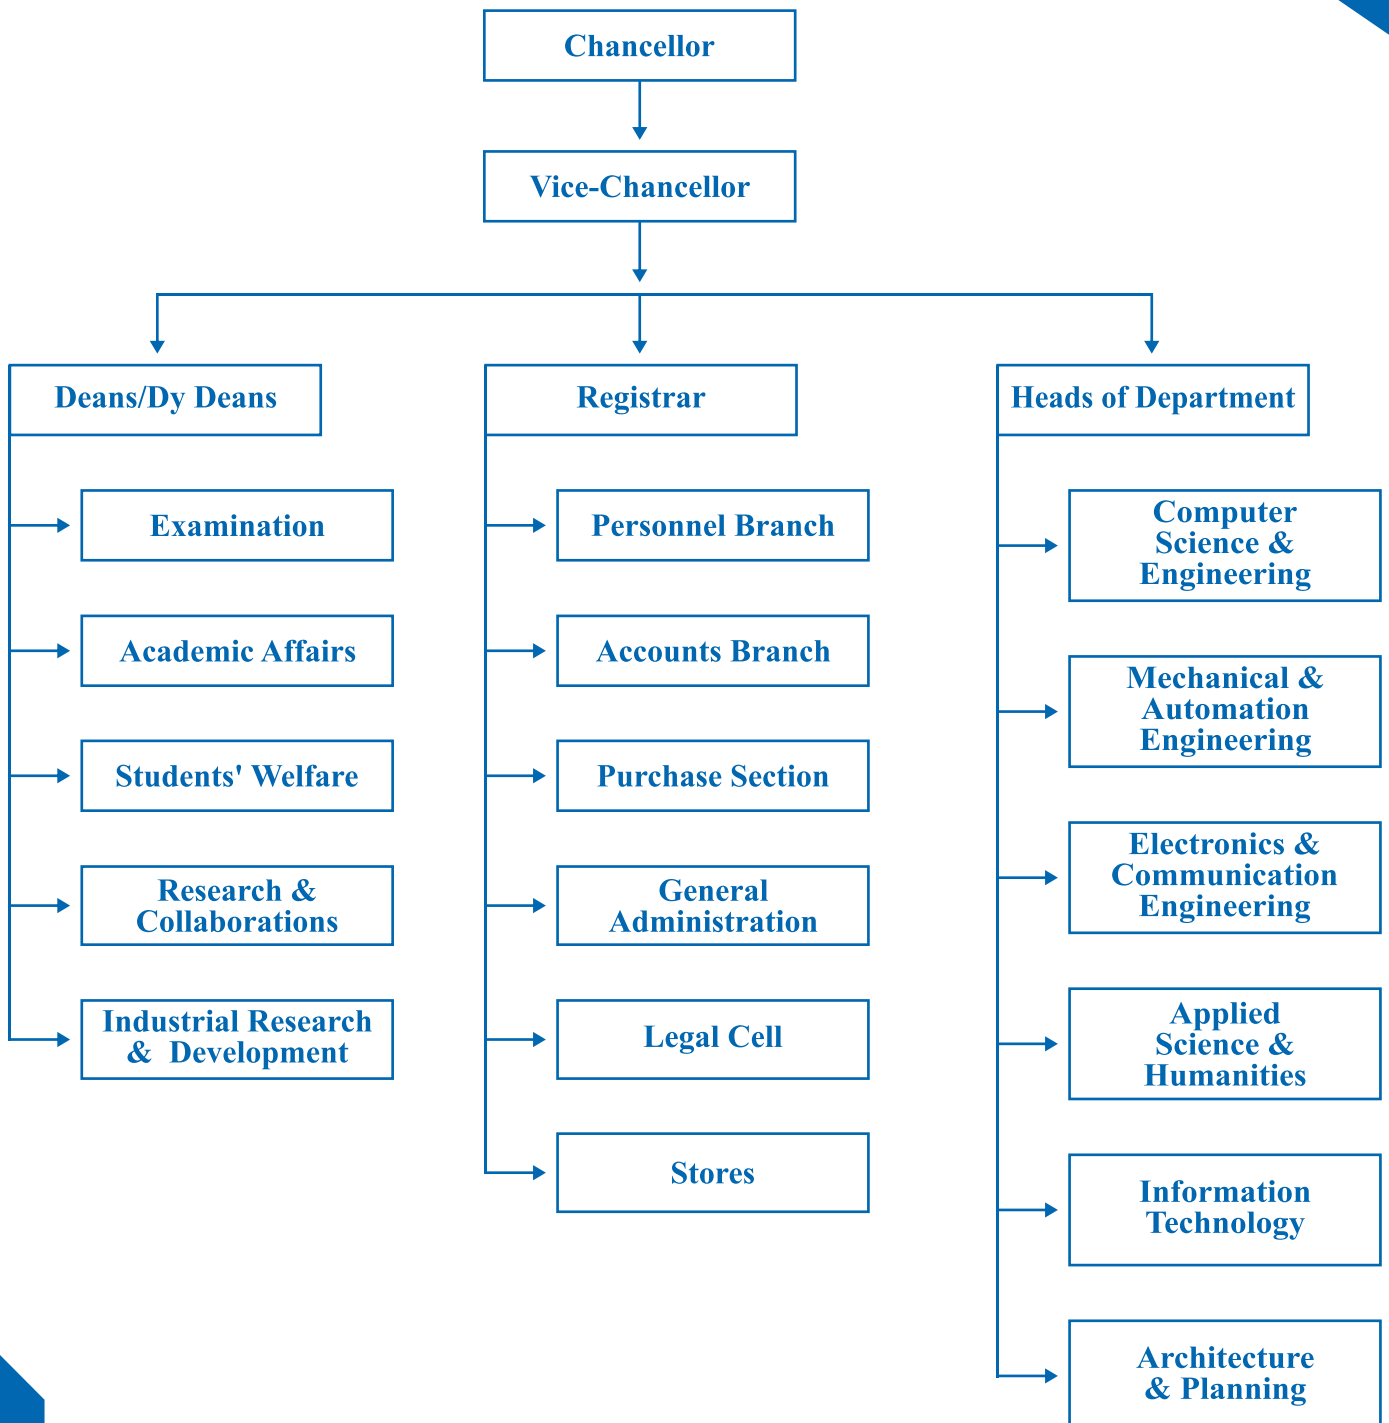 Chancellor
Vice-Chancellor
Deans/Dy Deans
Examination
Academic Affairs
Students' Welfare
Research &
Collaborations
Industrial Research
& Development
Registrar
Personnel Branch
Accounts Branch
Purchase Section
General
Administration
Legal Cell
Stores
Heads of Department
Computer
Science &
Engineering
Mechanical &
Automation
Engineering
Electronics &
Communication
Engineering
Applied
Science &
Humanities
Information
Technology
Architecture
& Planning